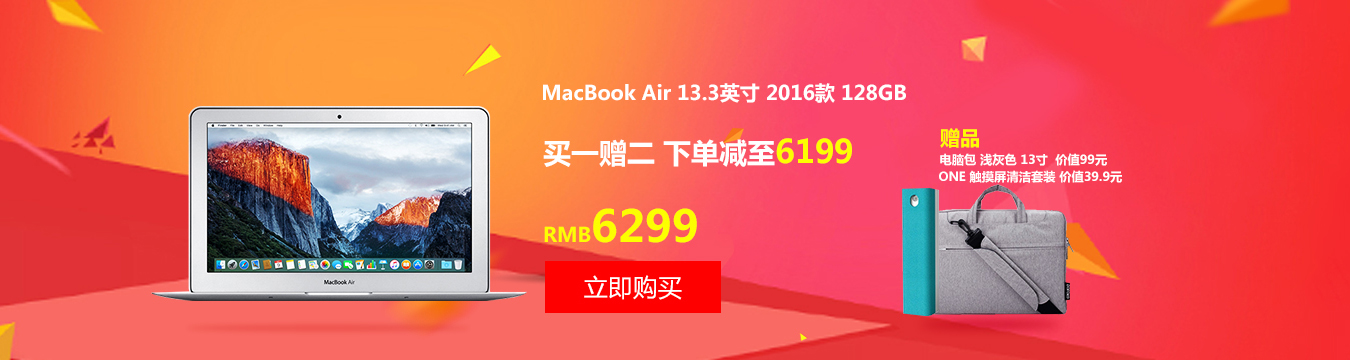 MacBook Air 13.3英寸 2016款 128GB
买一赠二 下单减至6199
RMB6299
立即购买
赠品
电脑包 浅灰色 13寸 价值99元
ONE 触摸屏清洁套装 价值39.9元
MacBook Air